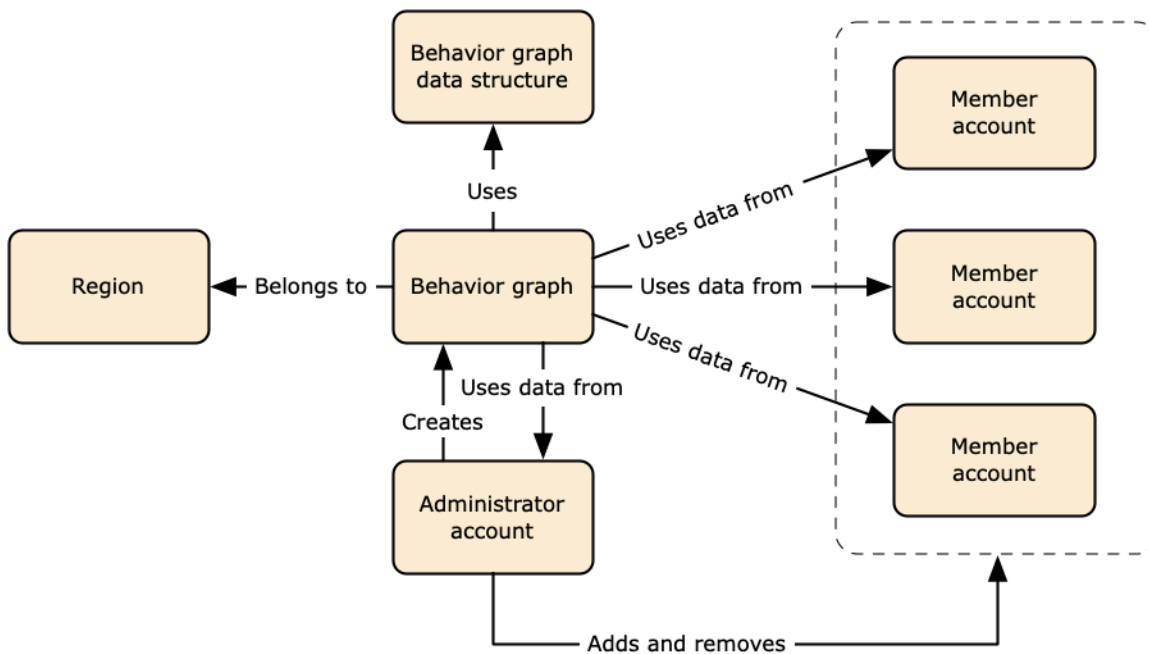 Behavior graph
data structure
Member
account
Uses
Uses data from
Region
Belongs to
Behavior graph
Uses data from
Member
account
Uses data from
Uses data from
Creates
Member
account
Administrator
account
Adds and removes